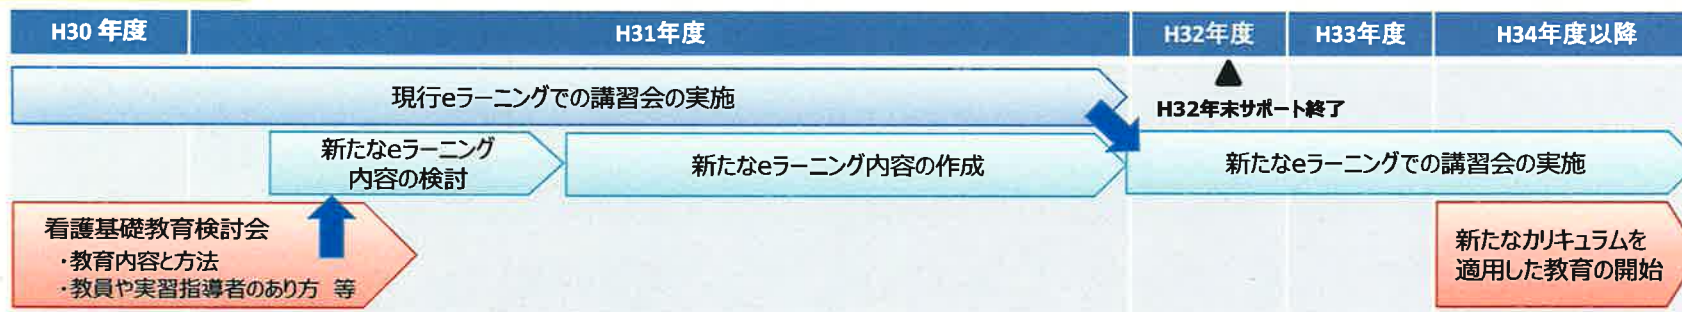 H30 年度
H31年度
H32年度
H33年度
H34年度以降
現行eラーニングでの講習会の実施
▲
H32年末サポート終了
新たなeラーニング
内容の検討
新たなeラーニング内容の作成
新たなeラーニングでの講習会の実施
看護基礎教育検討会
・教育内容と方法
・教員や実習指導者のあり方 等
新たなカリキュラムを
適用した教育の開始